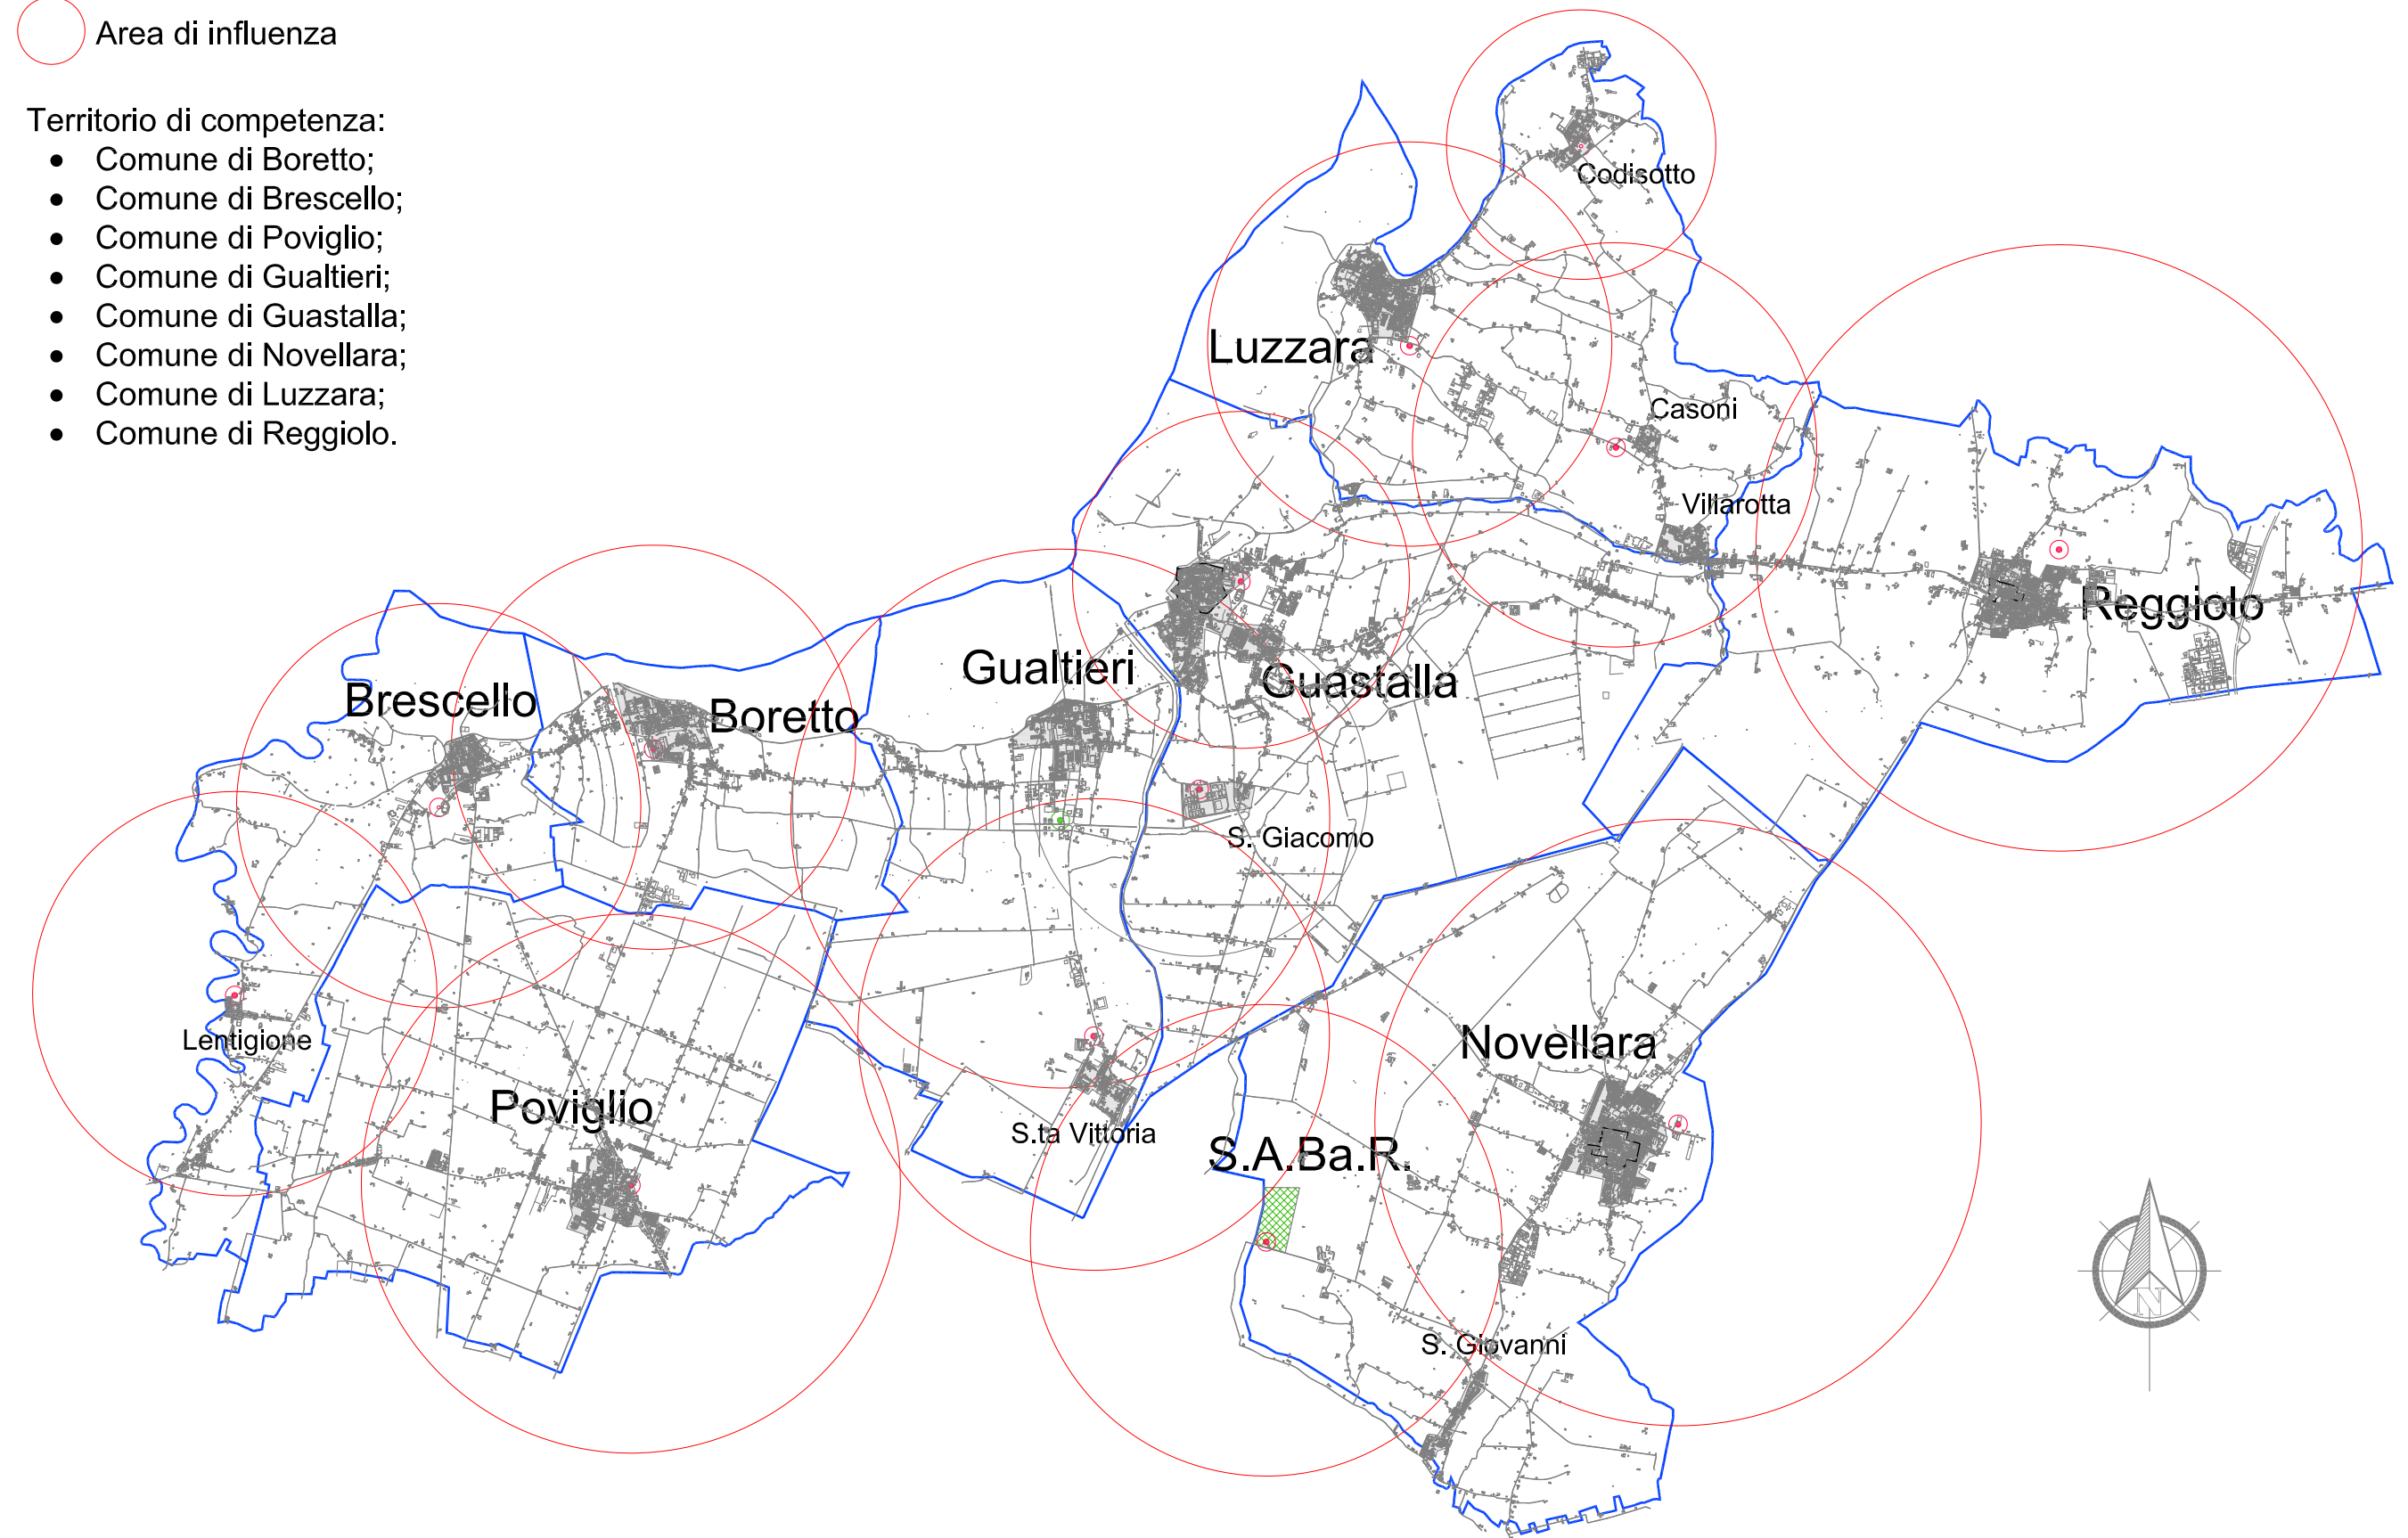 Area di influenza
Territorio di competenza:
• Comune di Boretto;
• Comune di Brescello;
• Comune di Poviglio;
• Comune di Gualtieri;
• Comune di Guastalla;
• Comune di Novellara;
• Comune di Luzzara;
• Comune di Reggiolo.
Codisotto
Luzzara
Casoni
Villarotta
Reggiolo
Gualtieri
Guastalla
Brescello
Boretto
S. Giacomo
Lentigione
Novellara
Poviglio
S.ta Vittoria
S.A.Ba.R.
N
S. Giovanni